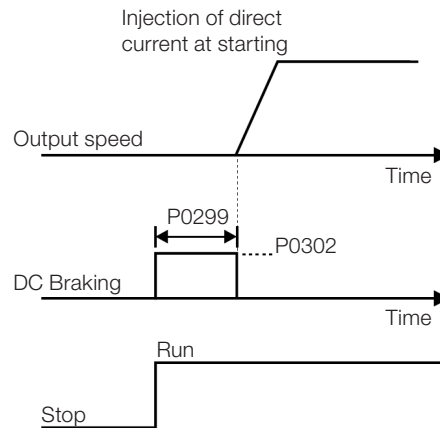 Injection of direct
current at starting
Output speed
Time
P0299
P0302
DC Braking
Time
Run
Stop